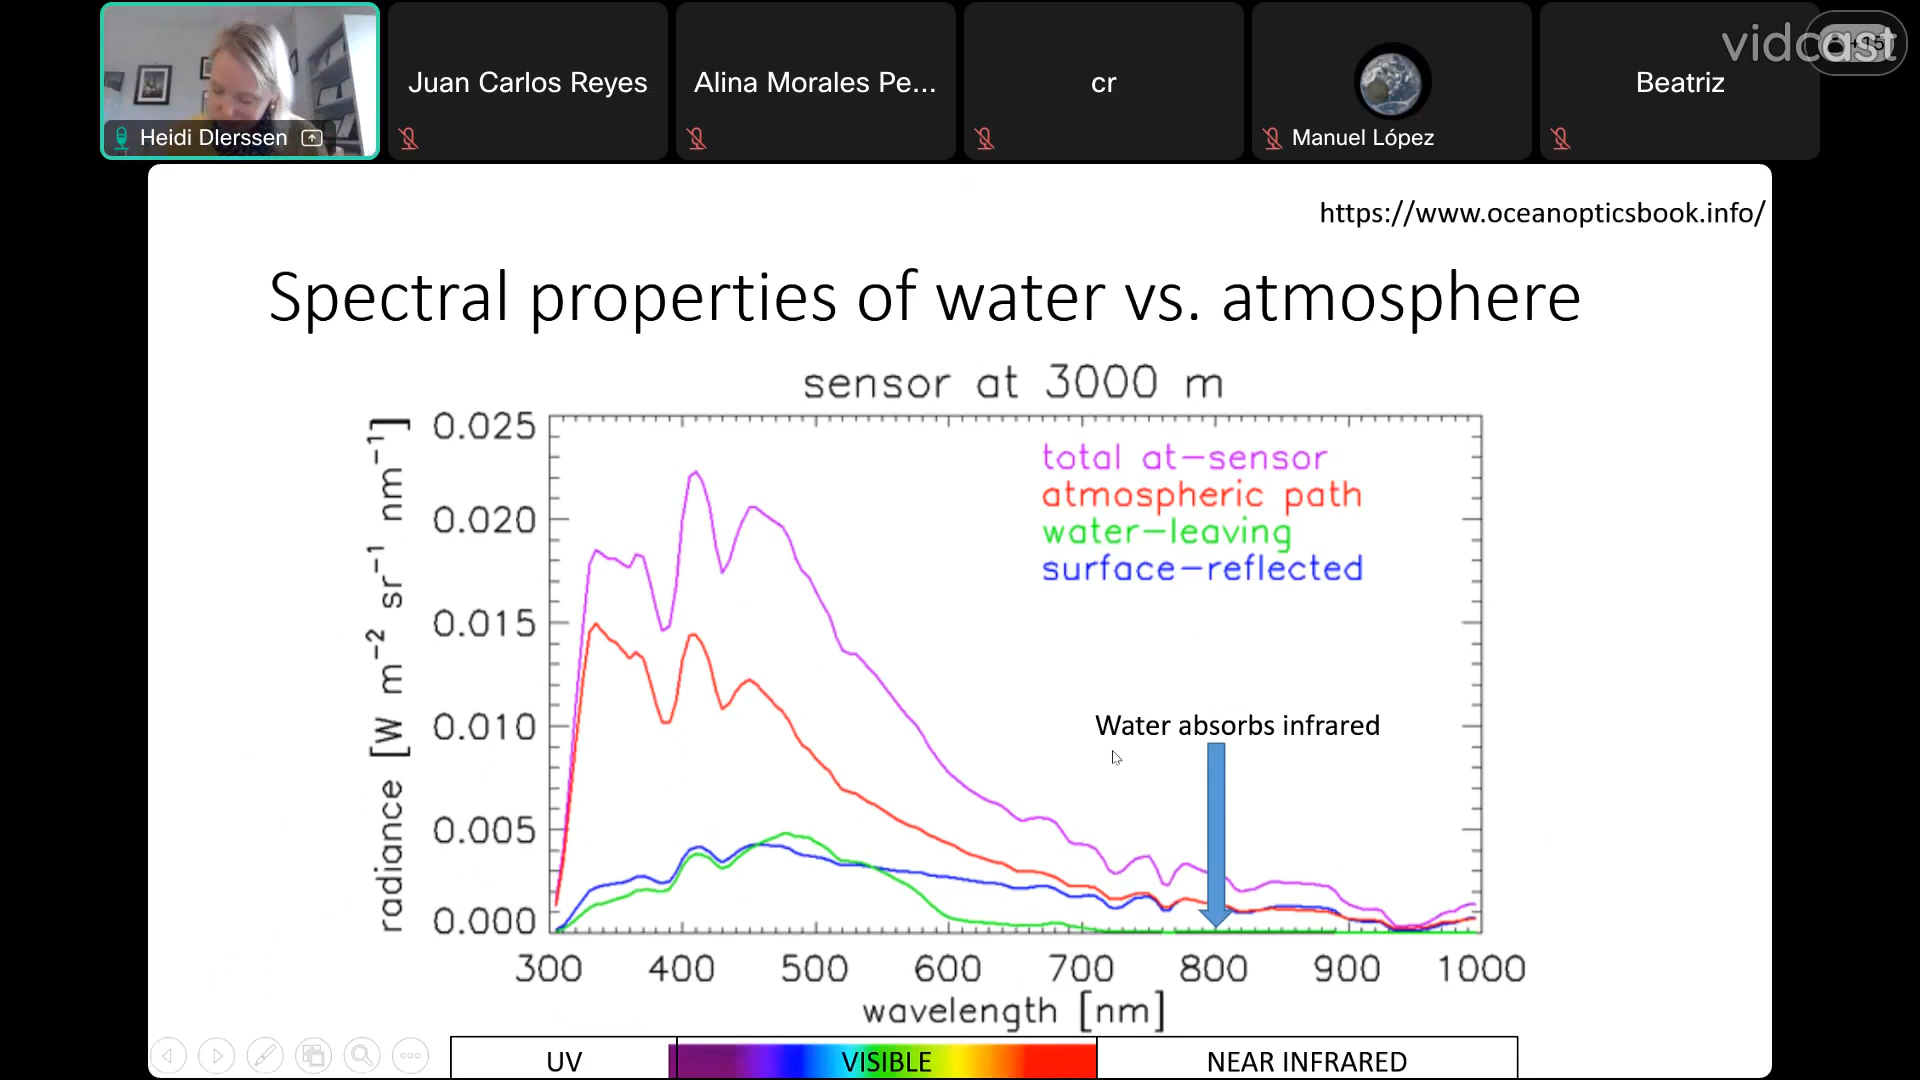 vidcast
Juan Carlos Reyes
Alina Morales Pe...
cr
Beatriz
Heidi DIerssen
Manuel López
https://www.oceanopticsbook.info/
Spectral properties of water vs. atmosphere
sensor at 3000 m
total at-sensor
atmospheric path
water-leaving
surface-reflected
Water absorbs infrared
radiance [W m⁻² sr⁻¹ nm⁻¹]
0.025
0.020
0.015
0.010
0.005
0.000
300 400 500 600 700 800 900 1000
wavelength [nm]
UV VISIBLE NEAR INFRARED